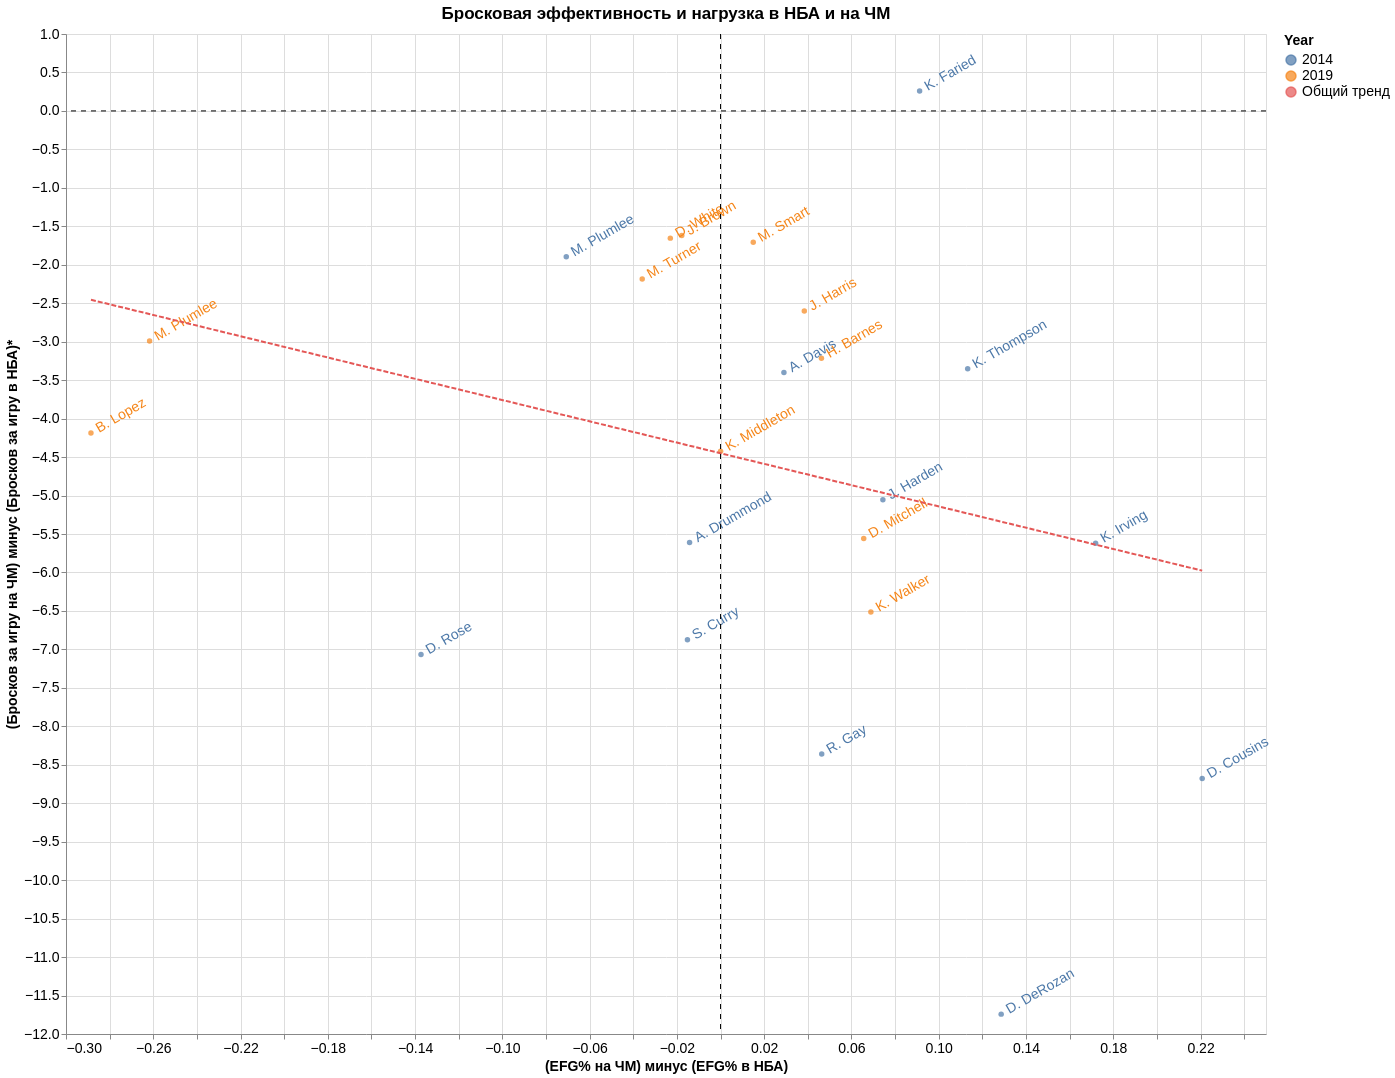 Бросковая эффективность и нагрузка в НБА и на ЧМ
Year
2014
2019
Общий тренд
(Бросков за игру на ЧМ) минус (Бросков за игру в НБА)*
1.0
0.5
0.0
−0.5
−1.0
−1.5
−2.0
−2.5
−3.0
−3.5
−4.0
−4.5
−5.0
−5.5
−6.0
−6.5
−7.0
−7.5
−8.0
−8.5
−9.0
−9.5
−10.0
−10.5
−11.0
−11.5
−12.0
K. Faried
M. Plumlee
D. White
J. Brown
M. Smart
M. Turner
J. Harris
M. Plumlee
A. Davis
H. Barnes
K. Thompson
B. Lopez
K. Middleton
J. Harden
A. Drummond
D. Mitchell
K. Irving
K. Walker
S. Curry
D. Rose
R. Gay
D. Cousins
D. DeRozan
−0.30 −0.26 −0.22 −0.18 −0.14 −0.10 −0.06 −0.02 0.02 0.06 0.10 0.14 0.18 0.22
(EFG% на ЧМ) минус (EFG% в НБА)